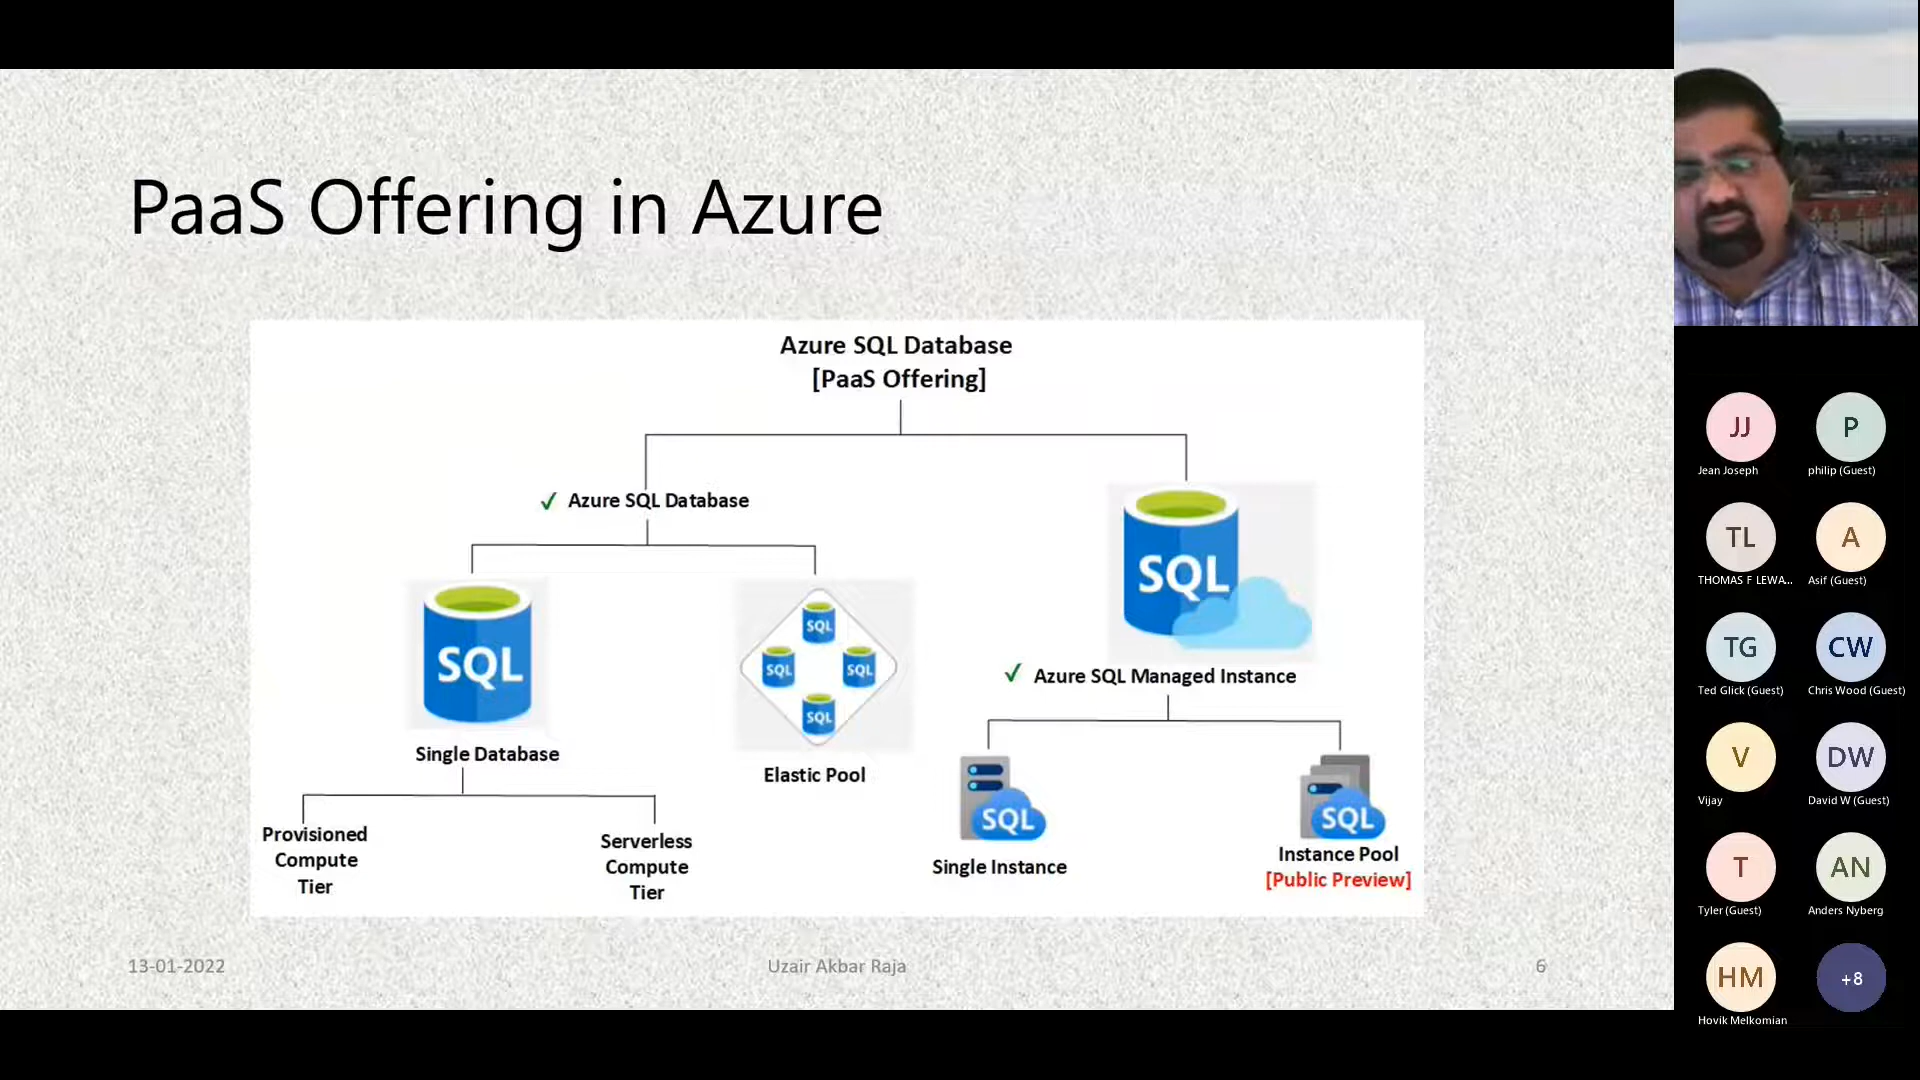 PaaS Offering in Azure
Azure SQL Database
[PaaS Offering]
✓ Azure SQL Database
SQL
SQL
SQL
SQL
SQL
SQL
✓ Azure SQL Managed Instance
Single Database
Elastic Pool
SQL
SQL
Provisioned
Compute
Tier
Serverless
Compute
Tier
Single Instance
Instance Pool
[Public Preview]
13-01-2022
Uzair Akbar Raja
6
JJ
Jean Joseph
P
philip (Guest)
TL
THOMAS F LEWA...
A
Asif (Guest)
TG
Ted Glick (Guest)
CW
Chris Wood (Guest)
V
Vijay
DW
David W (Guest)
T
Tyler (Guest)
AN
Anders Nyberg
HM
Hovik Melkomian
+8